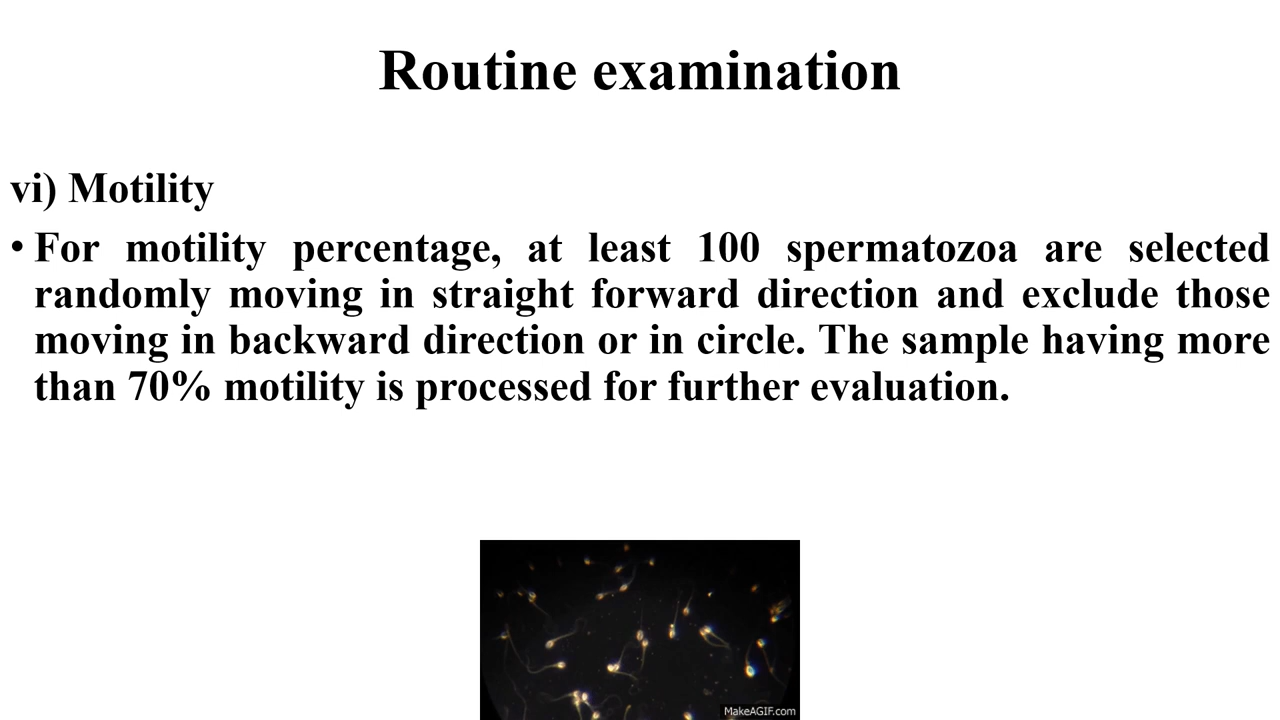 Routine examination
vi) Motility
• For motility percentage, at least 100 spermatozoa are selected
randomly moving in straight forward direction and exclude those
moving in backward direction or in circle. The sample having more
than 70% motility is processed for further evaluation.
MakeAGIF.com